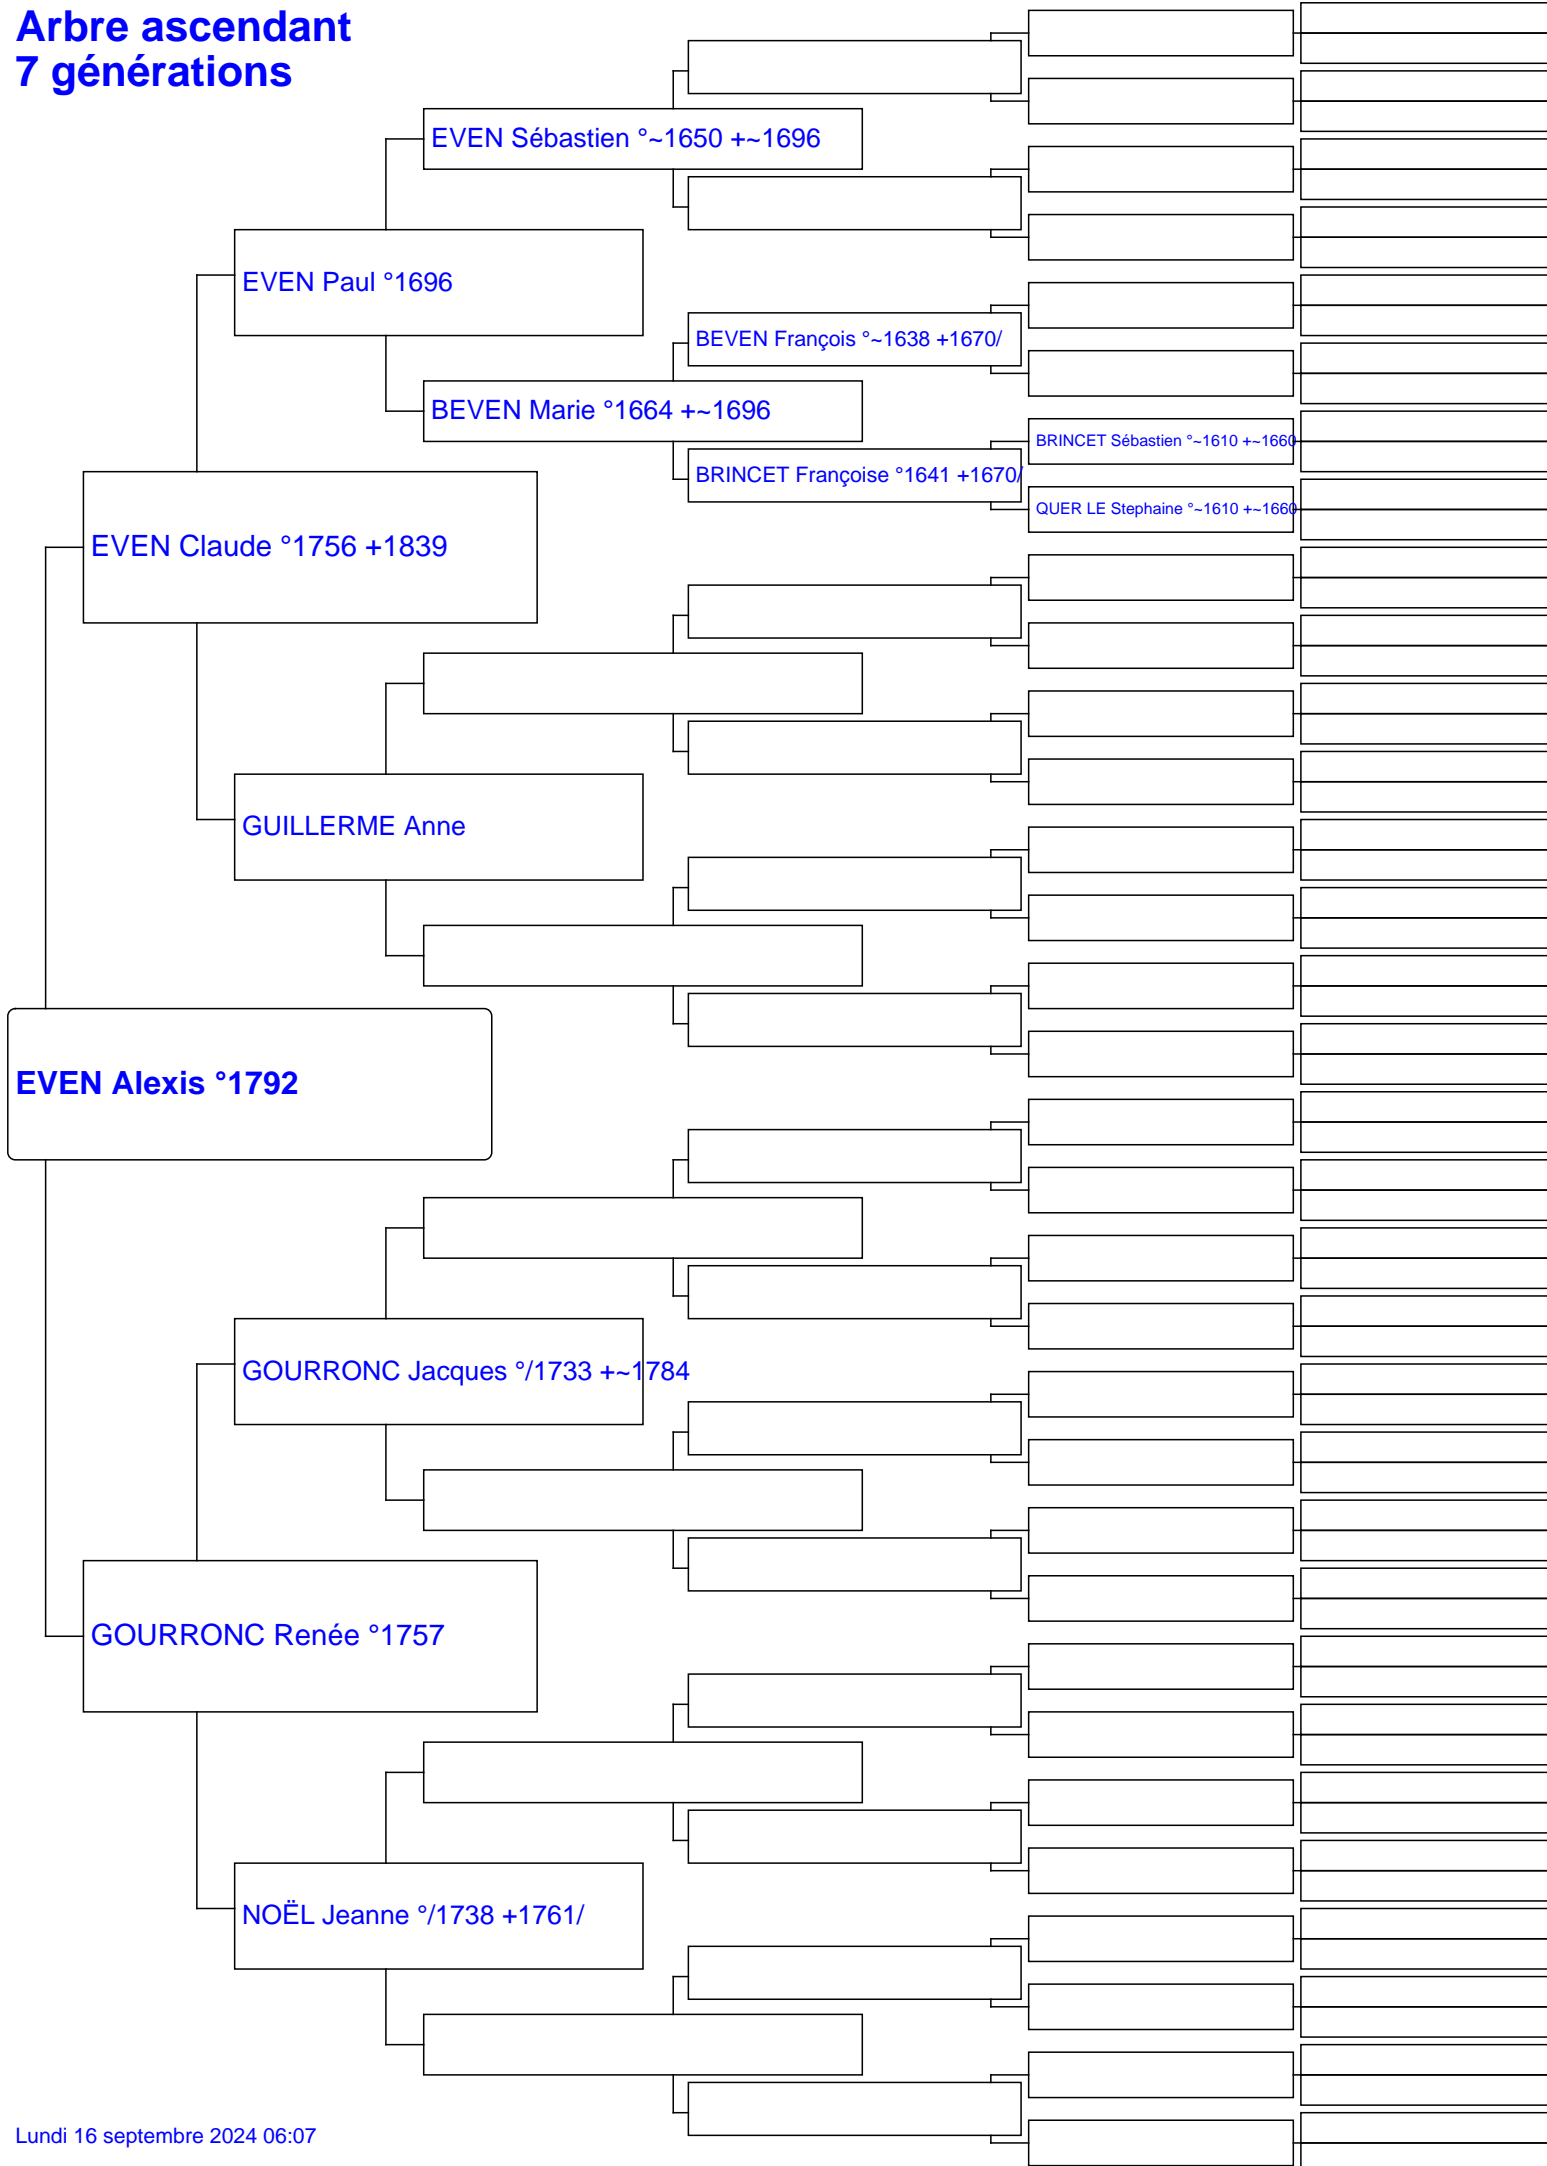 Arbre ascendant
7 générations
EVEN Sébastien °~1650 +~1696
EVEN Paul °1696
BEVEN François °~1638 +1670/
BEVEN Marie °1664 +~1696
BRINCET Sébastien °~1610 +~1660
BRINCET Françoise °1641 +1670/
QUER LE Stephaine °~1610 +~1660
EVEN Claude °1756 +1839
GUILLERME Anne
EVEN Alexis °1792
GOURRONC Jacques °/1733 +~1784
GOURRONC Renée °1757
NOËL Jeanne °/1738 +1761/
Lundi 16 septembre 2024 06:07